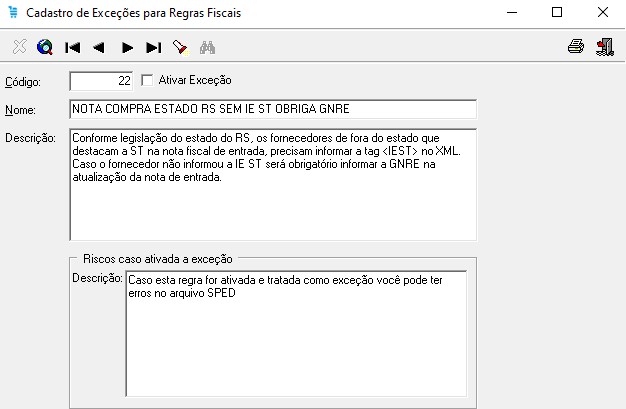 Cadastro de Exceções para Regras Fiscais
Código: 22 Ativar Exceção
Nome: NOTA COMPRA ESTADO RS SEM IE ST OBRIGA GNRE
Descrição: Conforme legislação do estado do RS, os fornecedores de fora do estado que
destacam a ST na nota fiscal de entrada, precisam informar a tag <IEST> no XML.
Caso o fornecedor não informou a IE ST será obrigatório informar a GNRE na
atualização da nota de entrada.
Riscos caso ativada a exceção
Descrição: Caso esta regra for ativada e tratada como exceção você pode ter
erros no arquivo SPED